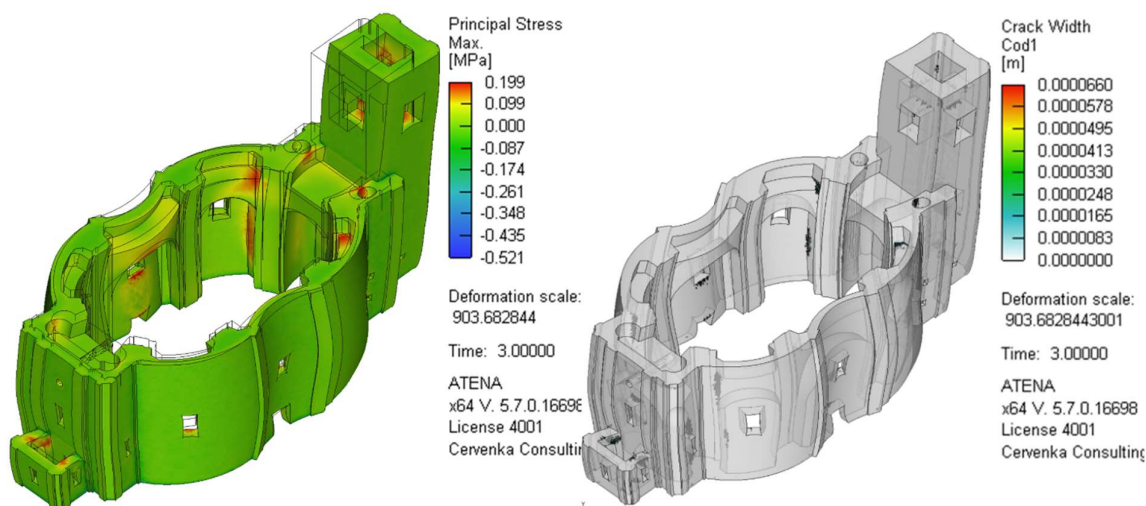 Principal Stress
Max.
[MPa]
0.199
0.099
0.000
-0.087
-0.174
-0.261
-0.348
-0.435
-0.521
Deformation scale:
903.682844
Time: 3.00000
ATENA
x64 V. 5.7.0.16698
License 4001
Cervenka Consultin
Crack Width
Cod1
[m]
0.0000660
0.0000578
0.0000495
0.0000413
0.0000330
0.0000248
0.0000165
0.0000083
0.0000000
Deformation scale:
903.6828443001
Time: 3.00000
ATENA
x64 V. 5.7.0.16698
License 4001
Cervenka Consulting